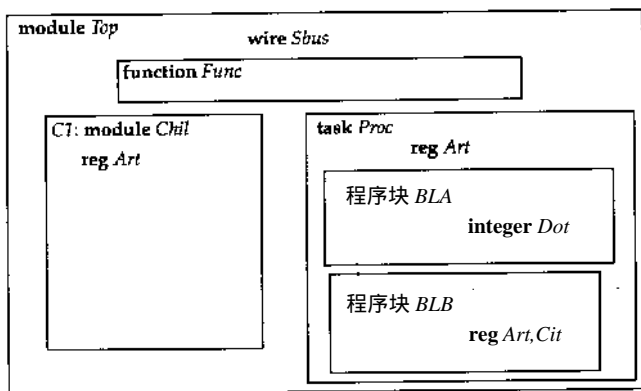 module Top
wire Sbus
function Func
C1: module Chil
reg Art
task Proc
reg Art
程序块 BLA
integer Dot
程序块 BLB
reg Art,Cit